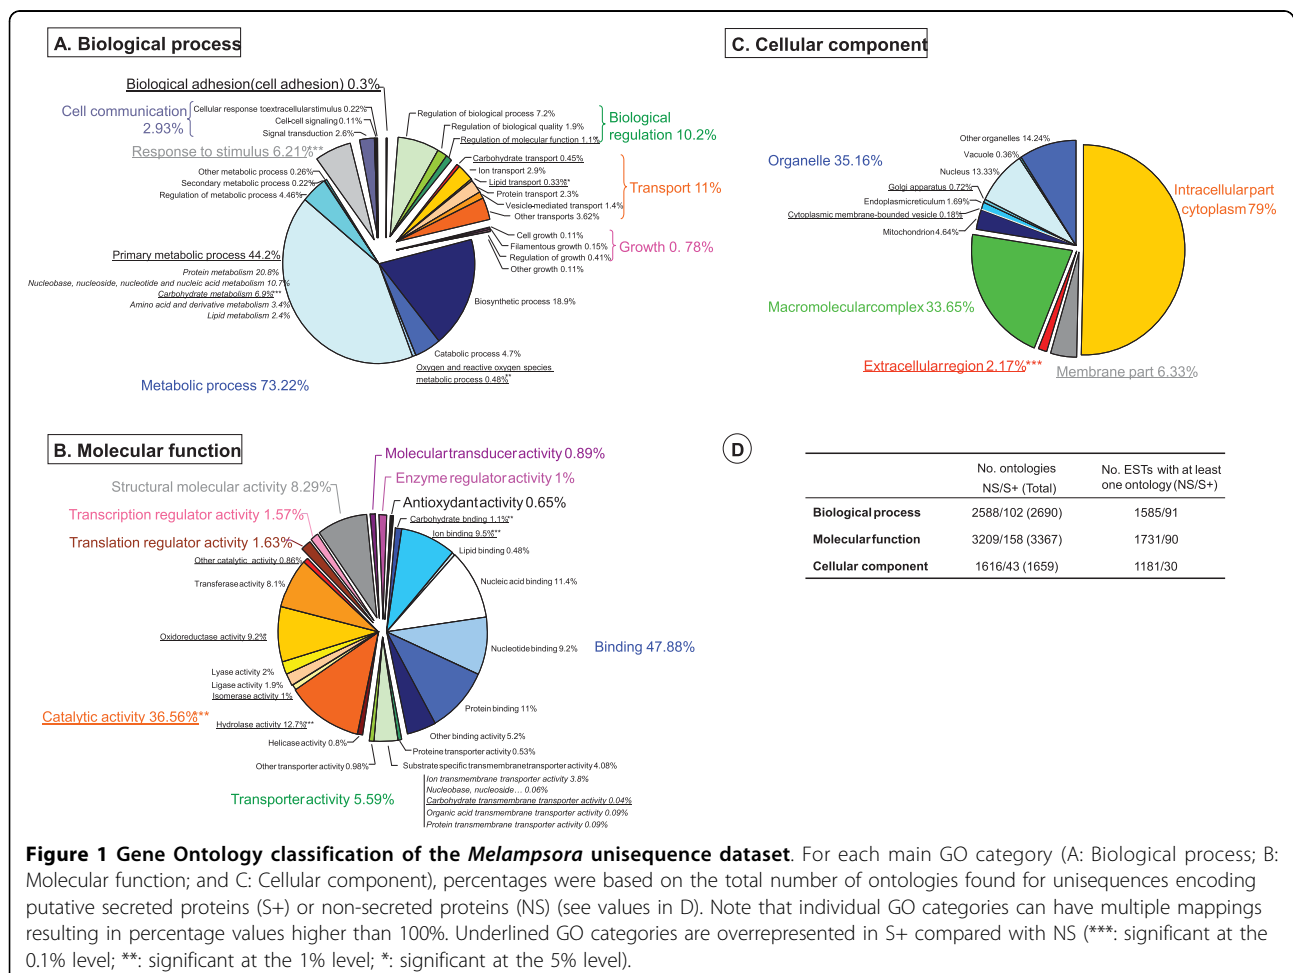 A. Biological process
Biological adhesion(cell adhesion) 0.3%
Cell communication
2.93%
Cellular response toextracellularstimulus 0.22%
Cell-cell signaling 0.11%
Signal transduction 2.6%
Response to stimulus 6.21%***
Other metabolic process 0.26%
Secondary metabolic process 0.22%
Regulation of metabolic process 4.46%
Primary metabolic process 44.2%
Protein metabolism 20.8%
Nucleobase, nucleoside, nucleotide and nucleic acid metabolism 10.7%
Carbohydrate metabolism 6.9%***
Amino acid and derivative metabolism 3.4%
Lipid metabolism 2.4%
Metabolic process 73.22%
Regulation of biological process 7.2%
Regulation of biological quality 1.9%
Regulation of molecular function 1.1%*
Biological
regulation 10.2%
Carbohydrate transport 0.45%
Ion transport 2.9%
Lipid transport 0.33%**
Protein transport 2.3%
Vesicle-mediated transport 1.4%
Other transports 3.62%
Transport 11%
Cell growth 0.11%
Filamentous growth 0.15%
Regulation of growth 0.41%
Other growth 0.11%
Growth 0. 78%
Biosynthetic process 18.9%
Catabolic process 4.7%
Oxygen and reactive oxygen species
metabolic process 0.48%**
C. Cellular component
Organelle 35.16%
Other organelles 14.24%
Vacuole 0.36%
Nucleus 13.33%
Golgi apparatus 0.72%
Endoplasmicreticulum 1.69%
Cytoplasmic membrane-bounded vesicle 0.18%
Mitochondrion 4.64%
Intracellularpart
cytoplasm 79%
Macromolecularcomplex 33.65%
Extracellularregion 2.17%***
Membrane part 6.33%
B. Molecular function
Moleculartransduceractivity 0.89%
Enzyme regulatoractivity 1%
Antioxydantactivity 0.65%
Structural molecular activity 8.29%
Transcription regulator activity 1.57%
Translation regulator activity 1.63%
Other catalytic activity 0.86%
Transferase activity 8.1%
Oxidoreductase activity 9.2%*
Lyase activity 2%
Ligase activity 1.9%
Isomerase activity 1%
Catalytic activity 36.56%***
Hydrolase activity 12.7%***
Helicase activity 0.8%
Other transporter activity 0.98%
Carbohydrate bnding 1.1%**
Ion binding 9.5%***
Lipid binding 0.48%
Nucleic acid binding 11.4%
Nucleotide binding 9.2%
Binding 47.88%
Protein binding 11%
Other binding activity 5.2%
Proteine transporter activity 0.53%
Substrate specific transmembrane transporter activity 4.08%
Ion transmembrane transporter activity 3.8%
Nucleobase, nucleoside... 0.06%
Carbohydrate transmembrane transporter activity 0.04%
Organic acid transmembrane transporter activity 0.09%
Protein transmembrane transporter activity 0.09%
Transporteractivity 5.59%
D
No. ontologies
NS/S+ (Total)
No. ESTs with at least
one ontology (NS/S+)
Biological process 2588/102 (2690) 1585/91
Molecular function 3209/158 (3367) 1731/90
Cellular component 1616/43 (1659) 1181/30
Figure 1 Gene Ontology classification of the Melampsora unisequence dataset. For each main GO category (A: Biological process; B:
Molecular function; and C: Cellular component), percentages were based on the total number of ontologies found for unisequences encoding
putative secreted proteins (S+) or non-secreted proteins (NS) (see values in D). Note that individual GO categories can have multiple mappings
resulting in percentage values higher than 100%. Underlined GO categories are overrepresented in S+ compared with NS (***: significant at the
0.1% level; **: significant at the 1% level; *: significant at the 5% level).